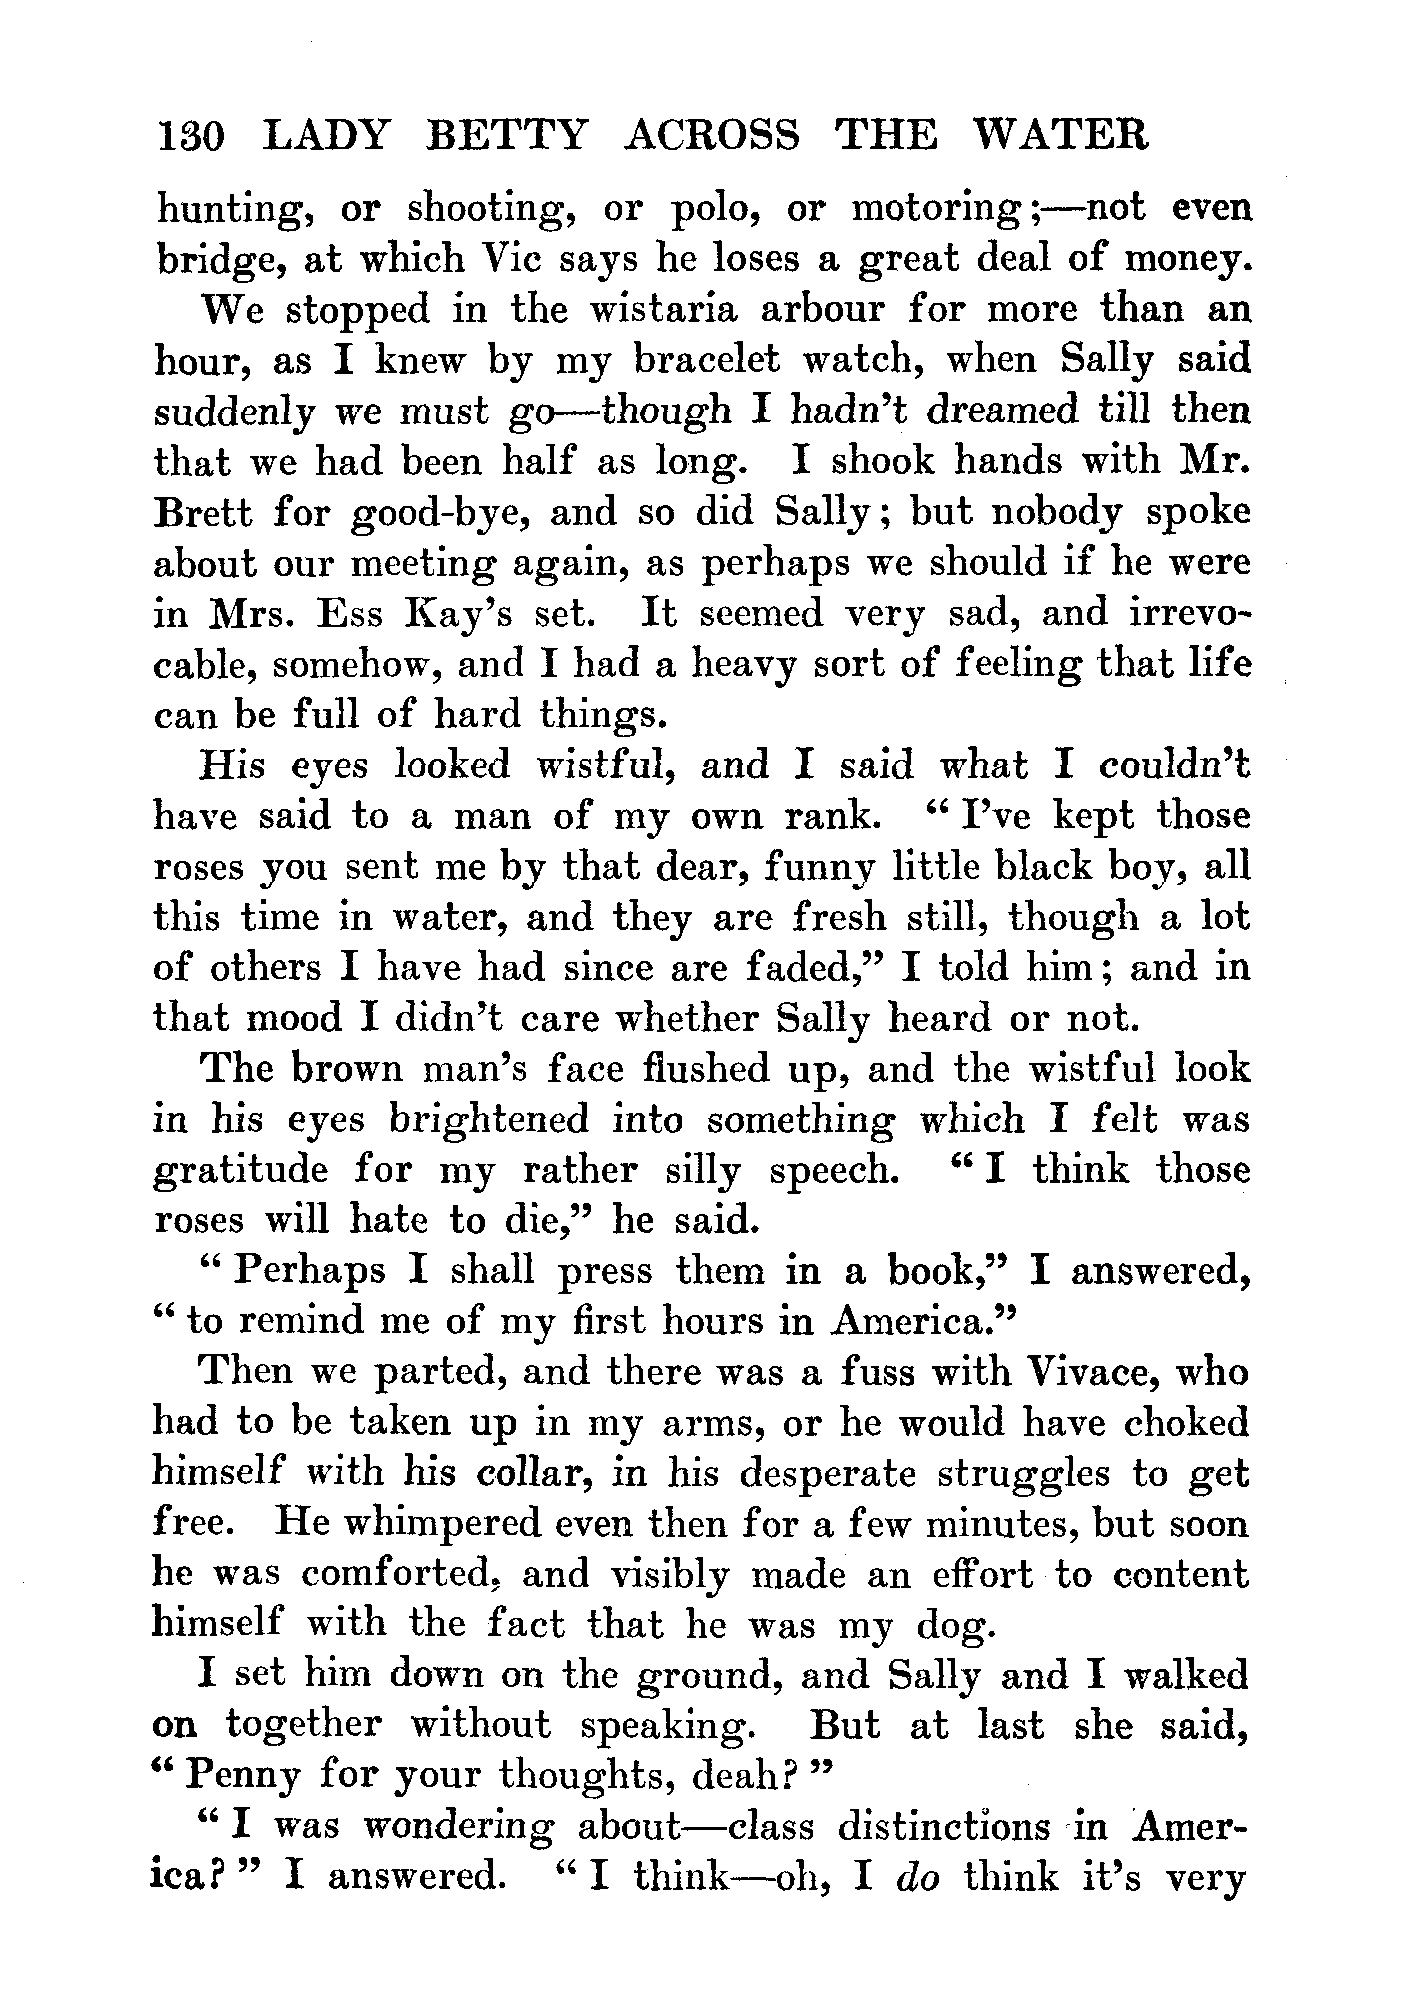 130 LADY BETTY ACROSS THE WATER
hunting, or shooting, or polo, or motoring;—not even
bridge, at which Vic says he loses a great deal of money.
We stopped in the wistaria arbour for more than an
hour, as I knew by my bracelet watch, when Sally said
suddenly we must go—though I hadn't dreamed till then
that we had been half as long. I shook hands with Mr.
Brett for good-bye, and so did Sally; but nobody spoke
about our meeting again, as perhaps we should if he were
in Mrs. Ess Kay's set. It seemed very sad, and irrevo-
cable, somehow, and I had a heavy sort of feeling that life
can be full of hard things.
His eyes looked wistful, and I said what I couldn't
have said to a man of my own rank. "I've kept those
roses you sent me by that dear, funny little black boy, all
this time in water, and they are fresh still, though a lot
of others I have had since are faded," I told him; and in
that mood I didn't care whether Sally heard or not.
The brown man's face flushed up, and the wistful look
in his eyes brightened into something which I felt was
gratitude for my rather silly speech. "I think those
roses will hate to die," he said.
"Perhaps I shall press them in a book," I answered,
"to remind me of my first hours in America."
Then we parted, and there was a fuss with Vivace, who
had to be taken up in my arms, or he would have choked
himself with his collar, in his desperate struggles to get
free. He whimpered even then for a few minutes, but soon
he was comforted, and visibly made an effort to content
himself with the fact that he was my dog.
I set him down on the ground, and Sally and I walked
on together without speaking. But at last she said,
"Penny for your thoughts, deah?"
"I was wondering about—class distinctions in Amer-
ica?" I answered. "I think—oh, I do think it's very